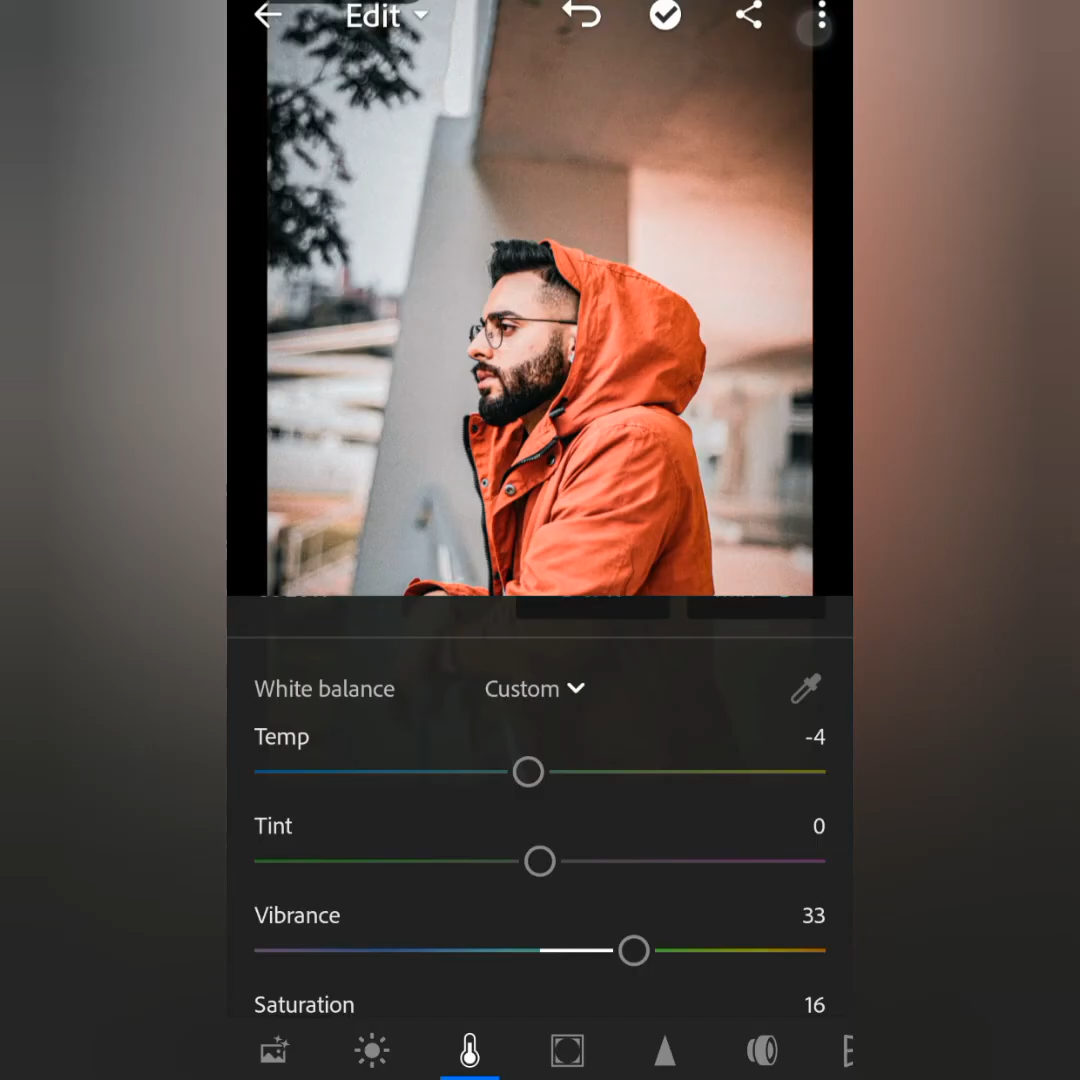 Edit
White balance Custom
Temp -4
Tint 0
Vibrance 33
Saturation 16